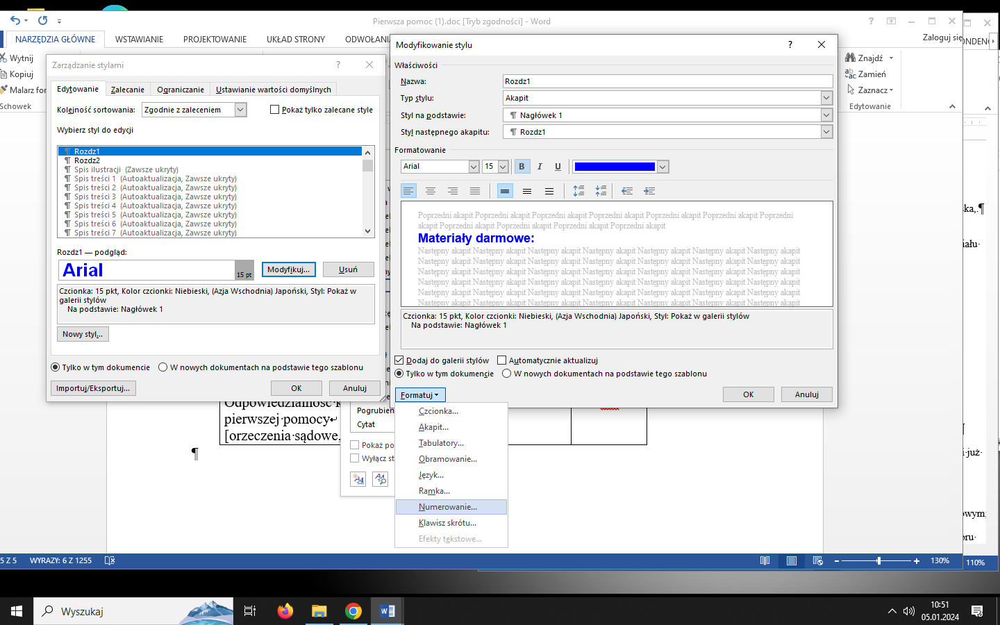 Pierwsza pomoc (1).doc [Tryb zgodności] - Word
NARZĘDZIA GŁÓWNE
WSTAWIANIE
PROJEKTOWANIE
UKŁAD STRONY
Zaloguj się
Wytnij
Kopiuj
Schowek
Znajdź
Zamień
Zaznacz
Edytowanie
Zarządzanie stylami
?
Edytowanie
Zalecanie
Ograniczanie
Ustawianie wartości domyślnych
Kolejność sortowania:
Zgodnie z zaleceniem
Pokaż tylko zalecane style
Wybierz styl do edycji
¶ Rozdz1
¶ Rozdz2
¶ Spis ilustracji (Zawsze ukryty)
¶ Spis treści 1 (Autoaktualizacja, Zawsze ukryty)
¶ Spis treści 2 (Autoaktualizacja, Zawsze ukryty)
¶ Spis treści 3 (Autoaktualizacja, Zawsze ukryty)
¶ Spis treści 4 (Autoaktualizacja, Zawsze ukryty)
¶ Spis treści 5 (Autoaktualizacja, Zawsze ukryty)
¶ Spis treści 6 (Autoaktualizacja, Zawsze ukryty)
¶ Spis treści 7 (Autoaktualizacja, Zawsze ukryty)
Rozdz1 — podgląd:
Arial
15 pt
Modyfikuj...
Usuń
Czcionka: 15 pkt, Kolor czcionki: Niebieski, (Azja Wschodnia) Japoński, Styl: Pokaż w
galerii stylów
Na podstawie: Nagłówek 1
Nowy styl...
Tylko w tym dokumencie
W nowych dokumentach na podstawie tego szablonu
Importuj/Eksportuj...
OK
Anuluj
Modyfikowanie stylu
?
Właściwości
Nazwa:
Rozdz1
Typ stylu:
Akapit
Styl na podstawie:
¶ Nagłówek 1
Styl następnego akapitu:
¶ Rozdz1
Formatowanie
Arial
15
B
I
U
Poprzedni akapit Poprzedni akapit Poprzedni akapit Poprzedni akapit Poprzedni akapit Poprzedni akapit Poprzedni
akapit Poprzedni akapit Poprzedni akapit Poprzedni akapit Poprzedni akapit
Materiały darmowe:
Następny akapit Następny akapit Następny akapit Następny akapit Następny akapit Następny akapit Następny akapit
Następny akapit Następny akapit Następny akapit Następny akapit Następny akapit Następny akapit Następny akapit
Następny akapit Następny akapit Następny akapit Następny akapit Następny akapit Następny akapit Następny akapit
Następny akapit Następny akapit Następny akapit Następny akapit Następny akapit Następny akapit Następny akapit
Następny akapit Następny akapit Następny akapit Następny akapit Następny akapit Następny akapit Następny akapit
Następny akapit Następny akapit Następny akapit Następny akapit Następny akapit Następny akapit Następny akapit
Czcionka: 15 pkt, Kolor czcionki: Niebieski, (Azja Wschodnia) Japoński, Styl: Pokaż w galerii stylów
Na podstawie: Nagłówek 1
Dodaj do galerii stylów
Automatycznie aktualizuj
Tylko w tym dokumencie
W nowych dokumentach na podstawie tego szablonu
Formatuj
OK
Anuluj
Czcionka...
Akapit...
Tabulatory...
Obramowanie...
Język...
Ramka...
Numerowanie...
Klawisz skrótu...
Efekty tekstowe...
pierwszej·pomocy
[orzeczenia·sądowe,
¶
Cytat
5 Z 5
WYRAZY: 6 Z 1255
130%
110%
Wyszukaj
10:51
05.01.2024